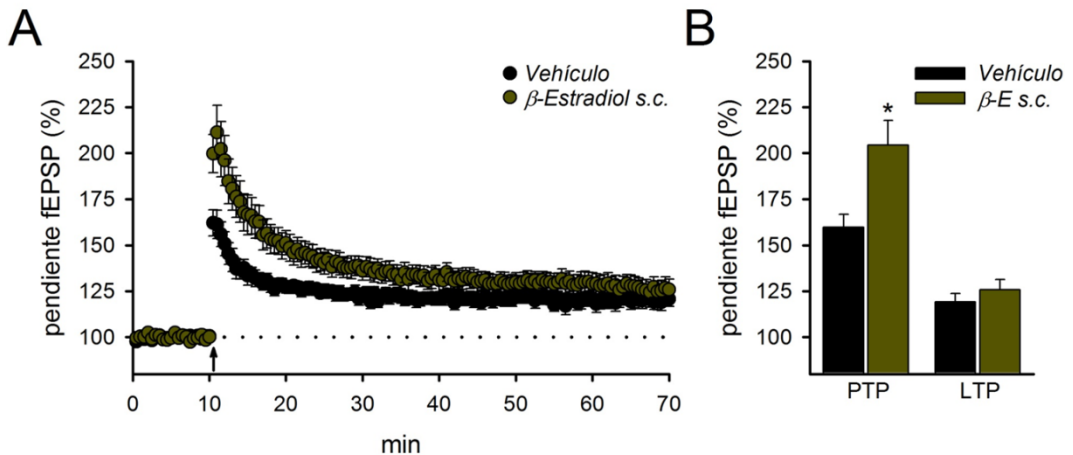 A
pendiente fEPSP (%)
250
225
200
175
150
125
100
Vehículo
β-Estradiol s.c.
0
10
20
30
40
50
60
70
min
B
pendiente fEPSP (%)
250
225
200
175
150
125
100
Vehículo
β-E s.c.
*
PTP
LTP